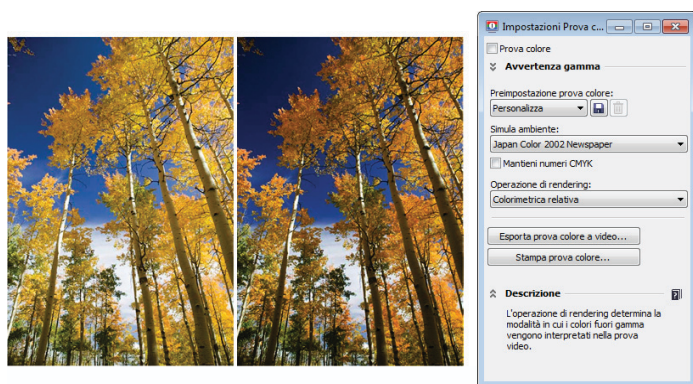 Impostazioni Prova c...
Prova colore
Avvertenza gamma
Preimpostazione prova colore:
Personalizza
Simula ambiente:
Japan Color 2002 Newspaper
Mantieni numeri CMYK
Operazione di rendering:
Colorimetrica relativa
Esporta prova colore a video...
Stampa prova colore...
Descrizione
L'operazione di rendering determina la
modalità in cui i colori fuori gamma
vengono interpretati nella prova
video.